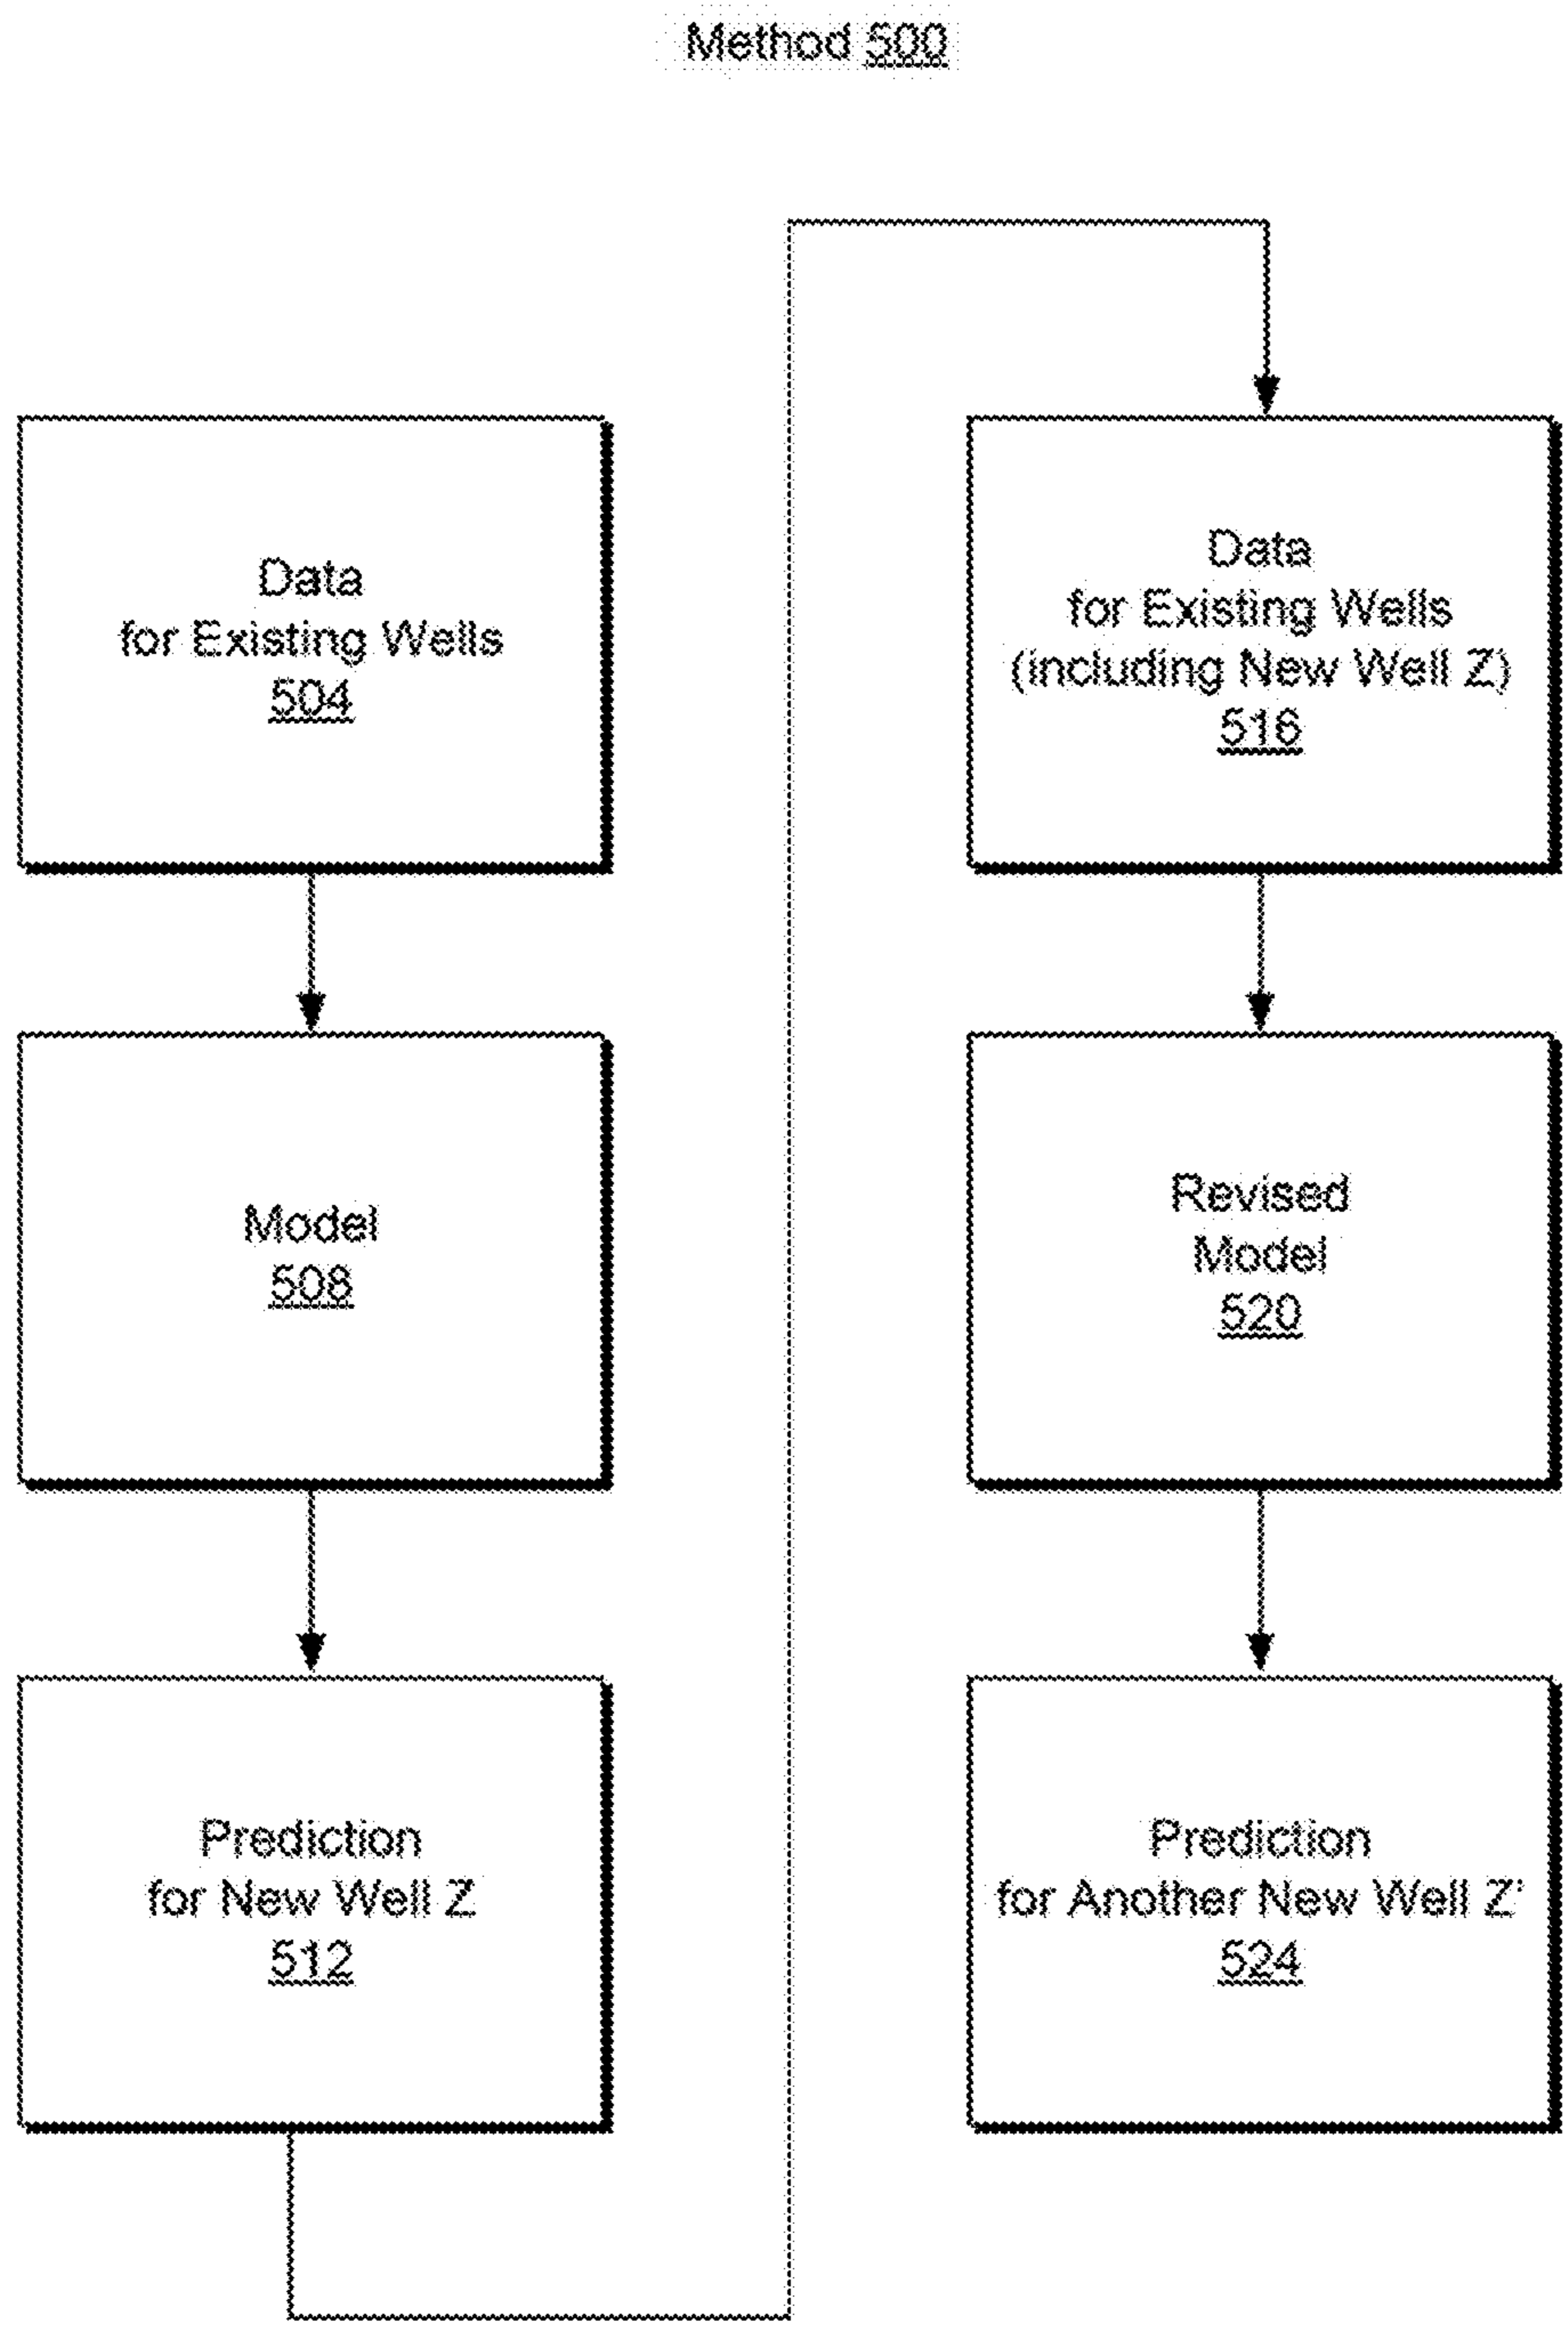 Method 500
Data
for Existing Wells
504
Model
508
Prediction
for New Well Z
512
Data
for Existing Wells
(including New Well Z)
516
Revised
Model
520
Prediction
for Another New Well Z'
524